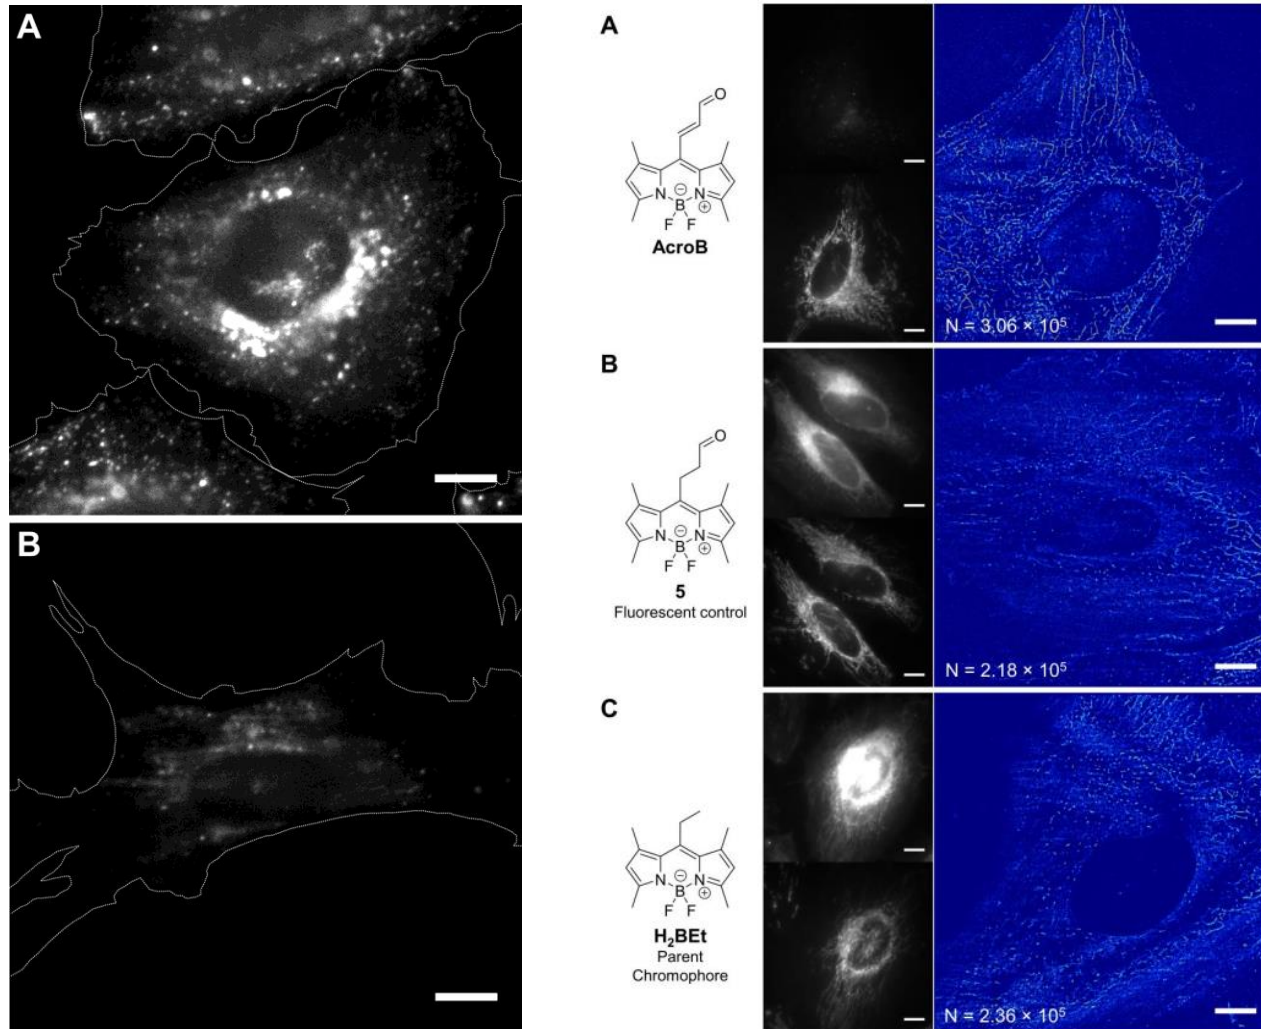 A
B
A
O
N
N
B
F
F
AcroB
N = 3.06 × 10⁵
B
O
N
N
B
F
F
5
Fluorescent control
N = 2.18 × 10⁵
C
N
N
B
F
F
H₂BEt
Parent
Chromophore
N = 2.36 × 10⁵